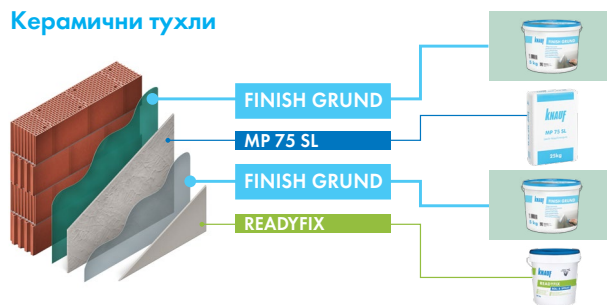 Керамични тухли
FINISH GRUND
MP 75 SL
FINISH GRUND
READYFIX
KNAUF
FINISH GRUND
KNAUF
MP 75 SL
25kg
KNAUF
FINISH GRUND
KNAUF
READYFIX